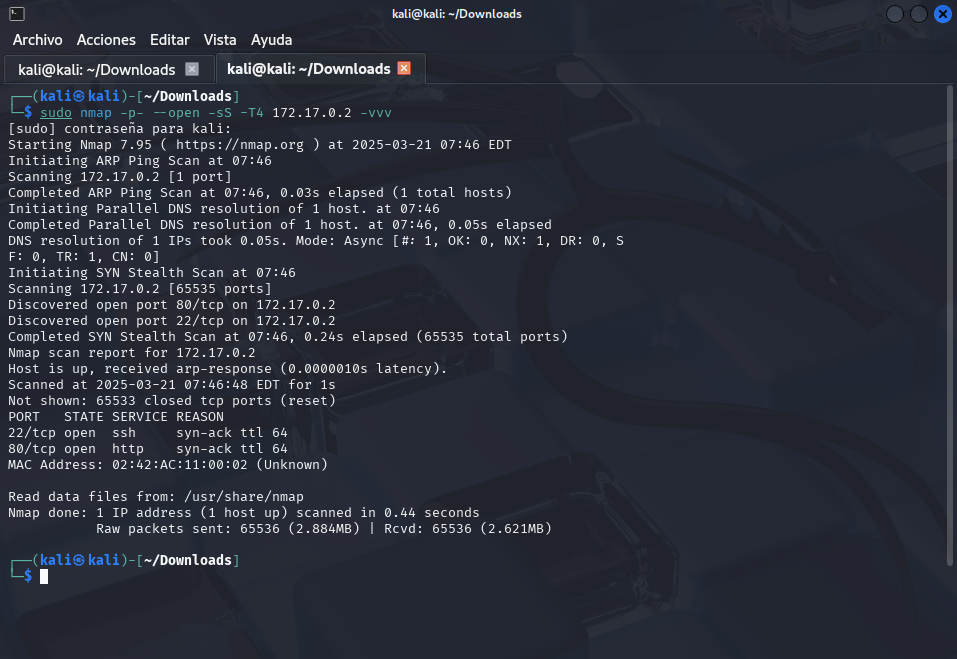 kali@kali: ~/Downloads
Archivo Acciones Editar Vista Ayuda
kali@kali: ~/Downloads kali@kali: ~/Downloads
┌──(kali㉿kali)-[~/Downloads]
└─$ sudo nmap -p- --open -sS -T4 172.17.0.2 -vvv
[sudo] contraseña para kali:
Starting Nmap 7.95 ( https://nmap.org ) at 2025-03-21 07:46 EDT
Initiating ARP Ping Scan at 07:46
Scanning 172.17.0.2 [1 port]
Completed ARP Ping Scan at 07:46, 0.03s elapsed (1 total hosts)
Initiating Parallel DNS resolution of 1 host. at 07:46
Completed Parallel DNS resolution of 1 host. at 07:46, 0.05s elapsed
DNS resolution of 1 IPs took 0.05s. Mode: Async [#: 1, OK: 0, NX: 1, DR: 0, S
F: 0, TR: 1, CN: 0]
Initiating SYN Stealth Scan at 07:46
Scanning 172.17.0.2 [65535 ports]
Discovered open port 80/tcp on 172.17.0.2
Discovered open port 22/tcp on 172.17.0.2
Completed SYN Stealth Scan at 07:46, 0.24s elapsed (65535 total ports)
Nmap scan report for 172.17.0.2
Host is up, received arp-response (0.0000010s latency).
Scanned at 2025-03-21 07:46:48 EDT for 1s
Not shown: 65533 closed tcp ports (reset)
PORT   STATE SERVICE REASON
22/tcp open  ssh     syn-ack ttl 64
80/tcp open  http    syn-ack ttl 64
MAC Address: 02:42:AC:11:00:02 (Unknown)
Read data files from: /usr/share/nmap
Nmap done: 1 IP address (1 host up) scanned in 0.44 seconds
Raw packets sent: 65536 (2.884MB) | Rcvd: 65536 (2.621MB)
┌──(kali㉿kali)-[~/Downloads]
└─$